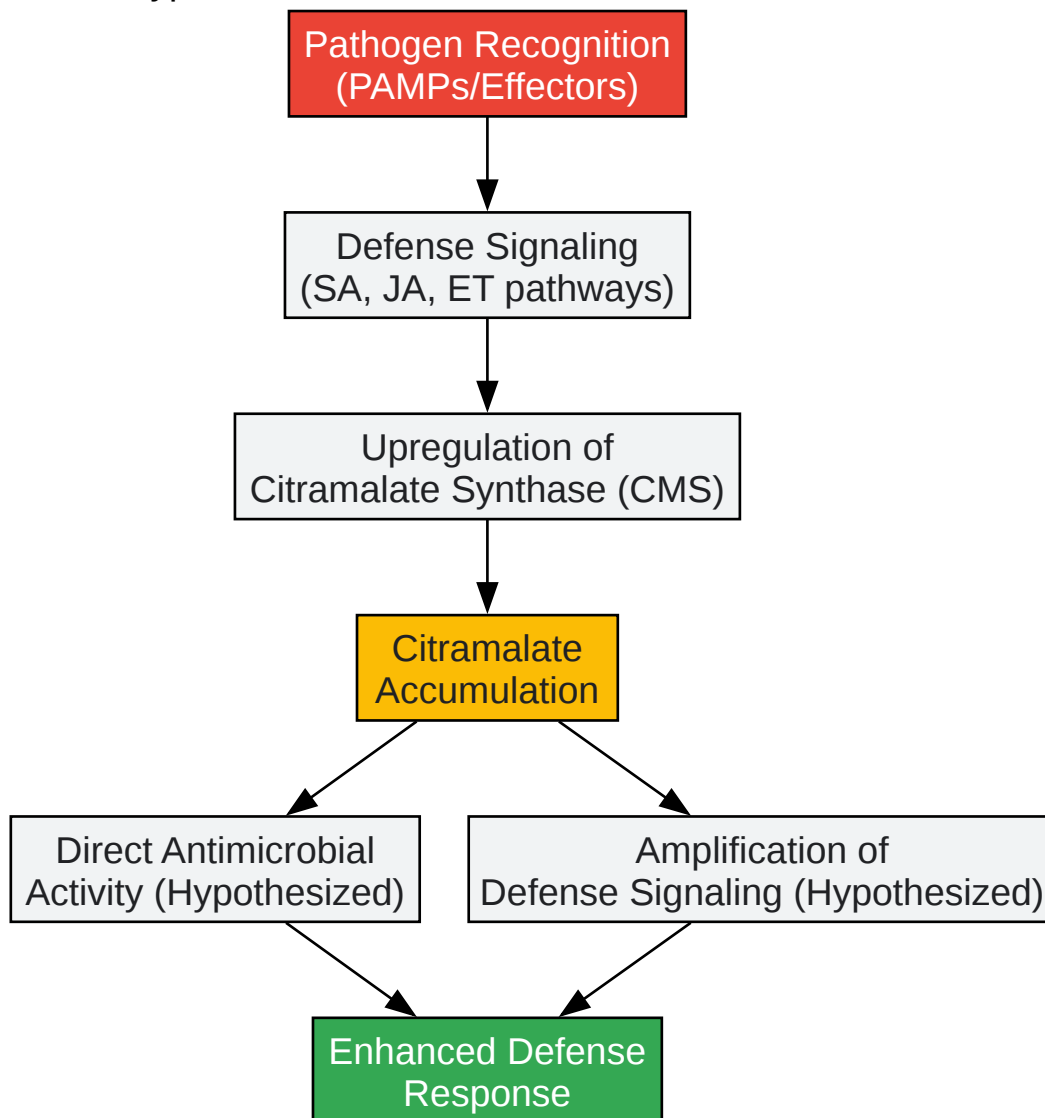 Pathogen Recognition
(PAMPs/Effectors)
Defense Signaling
(SA, JA, ET pathways)
Upregulation of
Citramalate Synthase (CMS)
Citramalate
Accumulation
Direct Antimicrobial
Activity (Hypothesized)
Amplification of
Defense Signaling (Hypothesized)
Enhanced Defense
Response